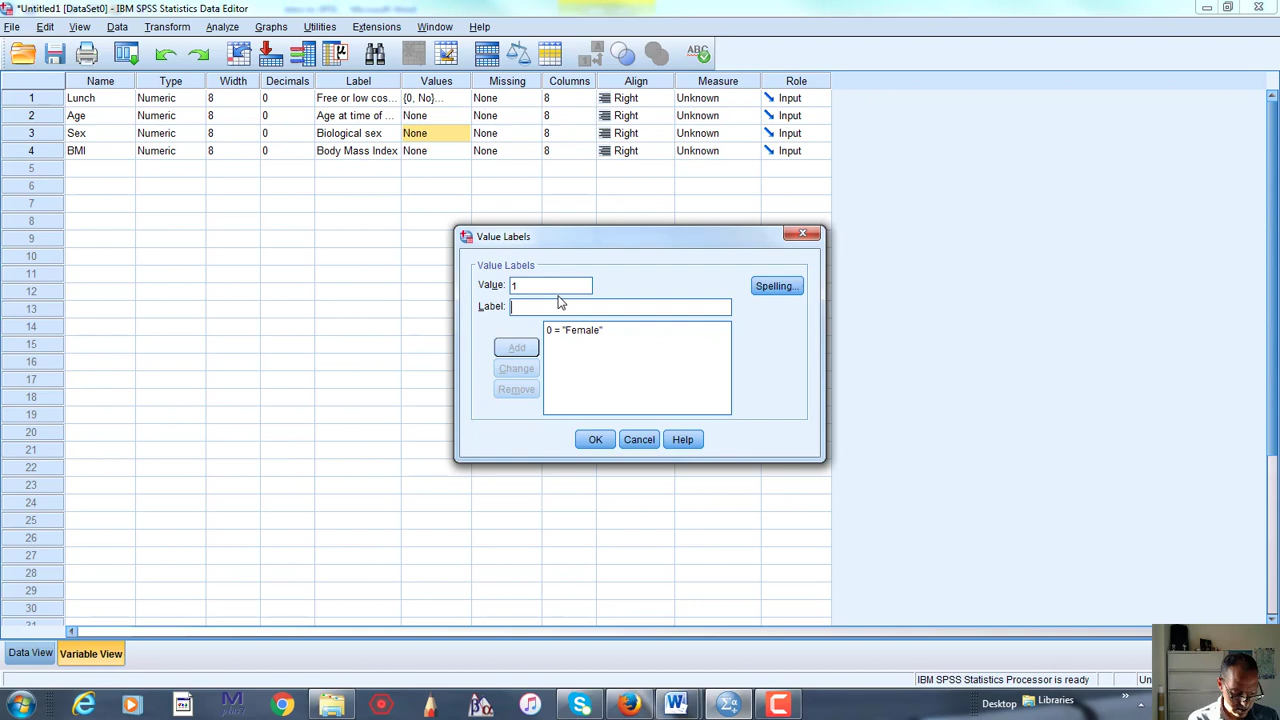 *Untitled1 [DataSet0] - IBM SPSS Statistics Data Editor
File Edit View Data Transform Analyze Graphs Utilities Extensions Window Help
Name Type Width Decimals Label Values Missing Columns Align Measure Role
1 Lunch Numeric 8 0 Free or low cos... {0, No}... None 8 Right Unknown Input
2 Age Numeric 8 0 Age at time of ... None None 8 Right Unknown Input
3 Sex Numeric 8 0 Biological sex None None 8 Right Unknown Input
4 BMI Numeric 8 0 Body Mass Index None None 8 Right Unknown Input
5
6
7
8
9
10
11
12
13
14
15
16
17
18
19
20
21
22
23
24
25
26
27
28
29
30
31
Value Labels
Value Labels
Value: 1 Spelling...
Label:
0 = "Female"
Add
Change
Remove
OK Cancel Help
Data View Variable View
IBM SPSS Statistics Processor is ready
Desktop Libraries